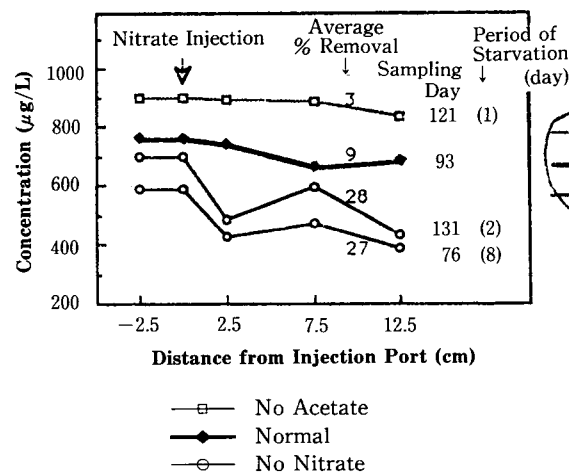 Nitrate Injection
Average
% Removal
Sampling
Day
Period of
Starvation
(day)
Concentration (μg/L)
1000
800
600
400
200
3
121 (1)
9
93
28
131 (2)
27
76 (8)
−2.5 0 2.5 7.5 12.5
Distance from Injection Port (cm)
No Acetate
Normal
No Nitrate